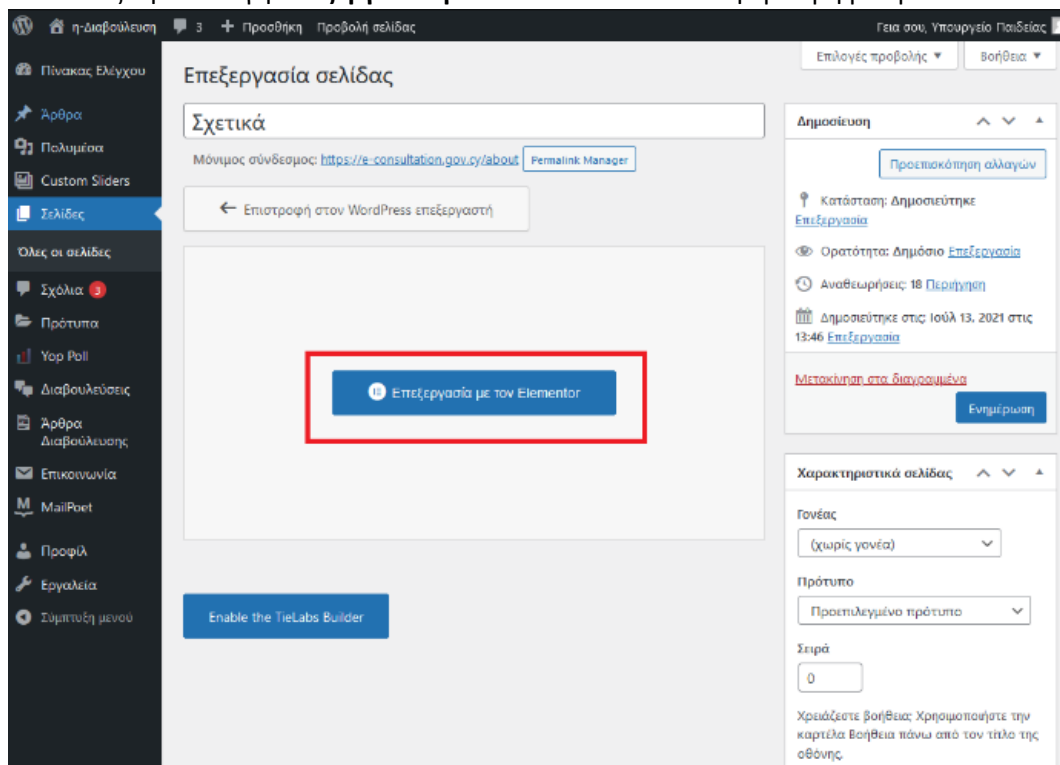 η-Διαβούλευση 3 + Προσθήκη Προβολή σελίδας Γεια σου, Υπουργείο Παιδείας
Επιλογές προβολής ▼ Βοήθεια ▼
Πίνακας Ελέγχου
Άρθρα
Πολυμέσα
Custom Sliders
Σελίδες
Όλες οι σελίδες
Σχόλια 3
Πρότυπα
Yop Poll
Διαβουλεύσεις
Άρθρα
Διαβούλευσης
Επικοινωνία
MailPoet
Προφίλ
Εργαλεία
Σύμπτυξη μενού
Επεξεργασία σελίδας
Σχετικά
Μόνιμος σύνδεσμος: https://e-consultation.gov.cy/about Permalink Manager
← Επιστροφή στον WordPress επεξεργαστή
Επεξεργασία με τον Elementor
Enable the TieLabs Builder
Δημοσίευση
Προεπισκόπηση αλλαγών
Κατάσταση: Δημοσιεύτηκε
Επεξεργασία
Ορατότητα: Δημόσιο Επεξεργασία
Αναθεωρήσεις: 18 Περιήγηση
Δημοσιεύτηκε στις: Ιούλ 13, 2021 στις
13:46 Επεξεργασία
Μετακίνηση στα διαγραμμένα
Ενημέρωση
Χαρακτηριστικά σελίδας
Γονέας
(χωρίς γονέα)
Πρότυπο
Προεπιλεγμένο πρότυπο
Σειρά
0
Χρειάζεστε βοήθεια; Χρησιμοποιήστε την
καρτέλα Βοήθεια πάνω από τον τίτλο της
οθόνης.